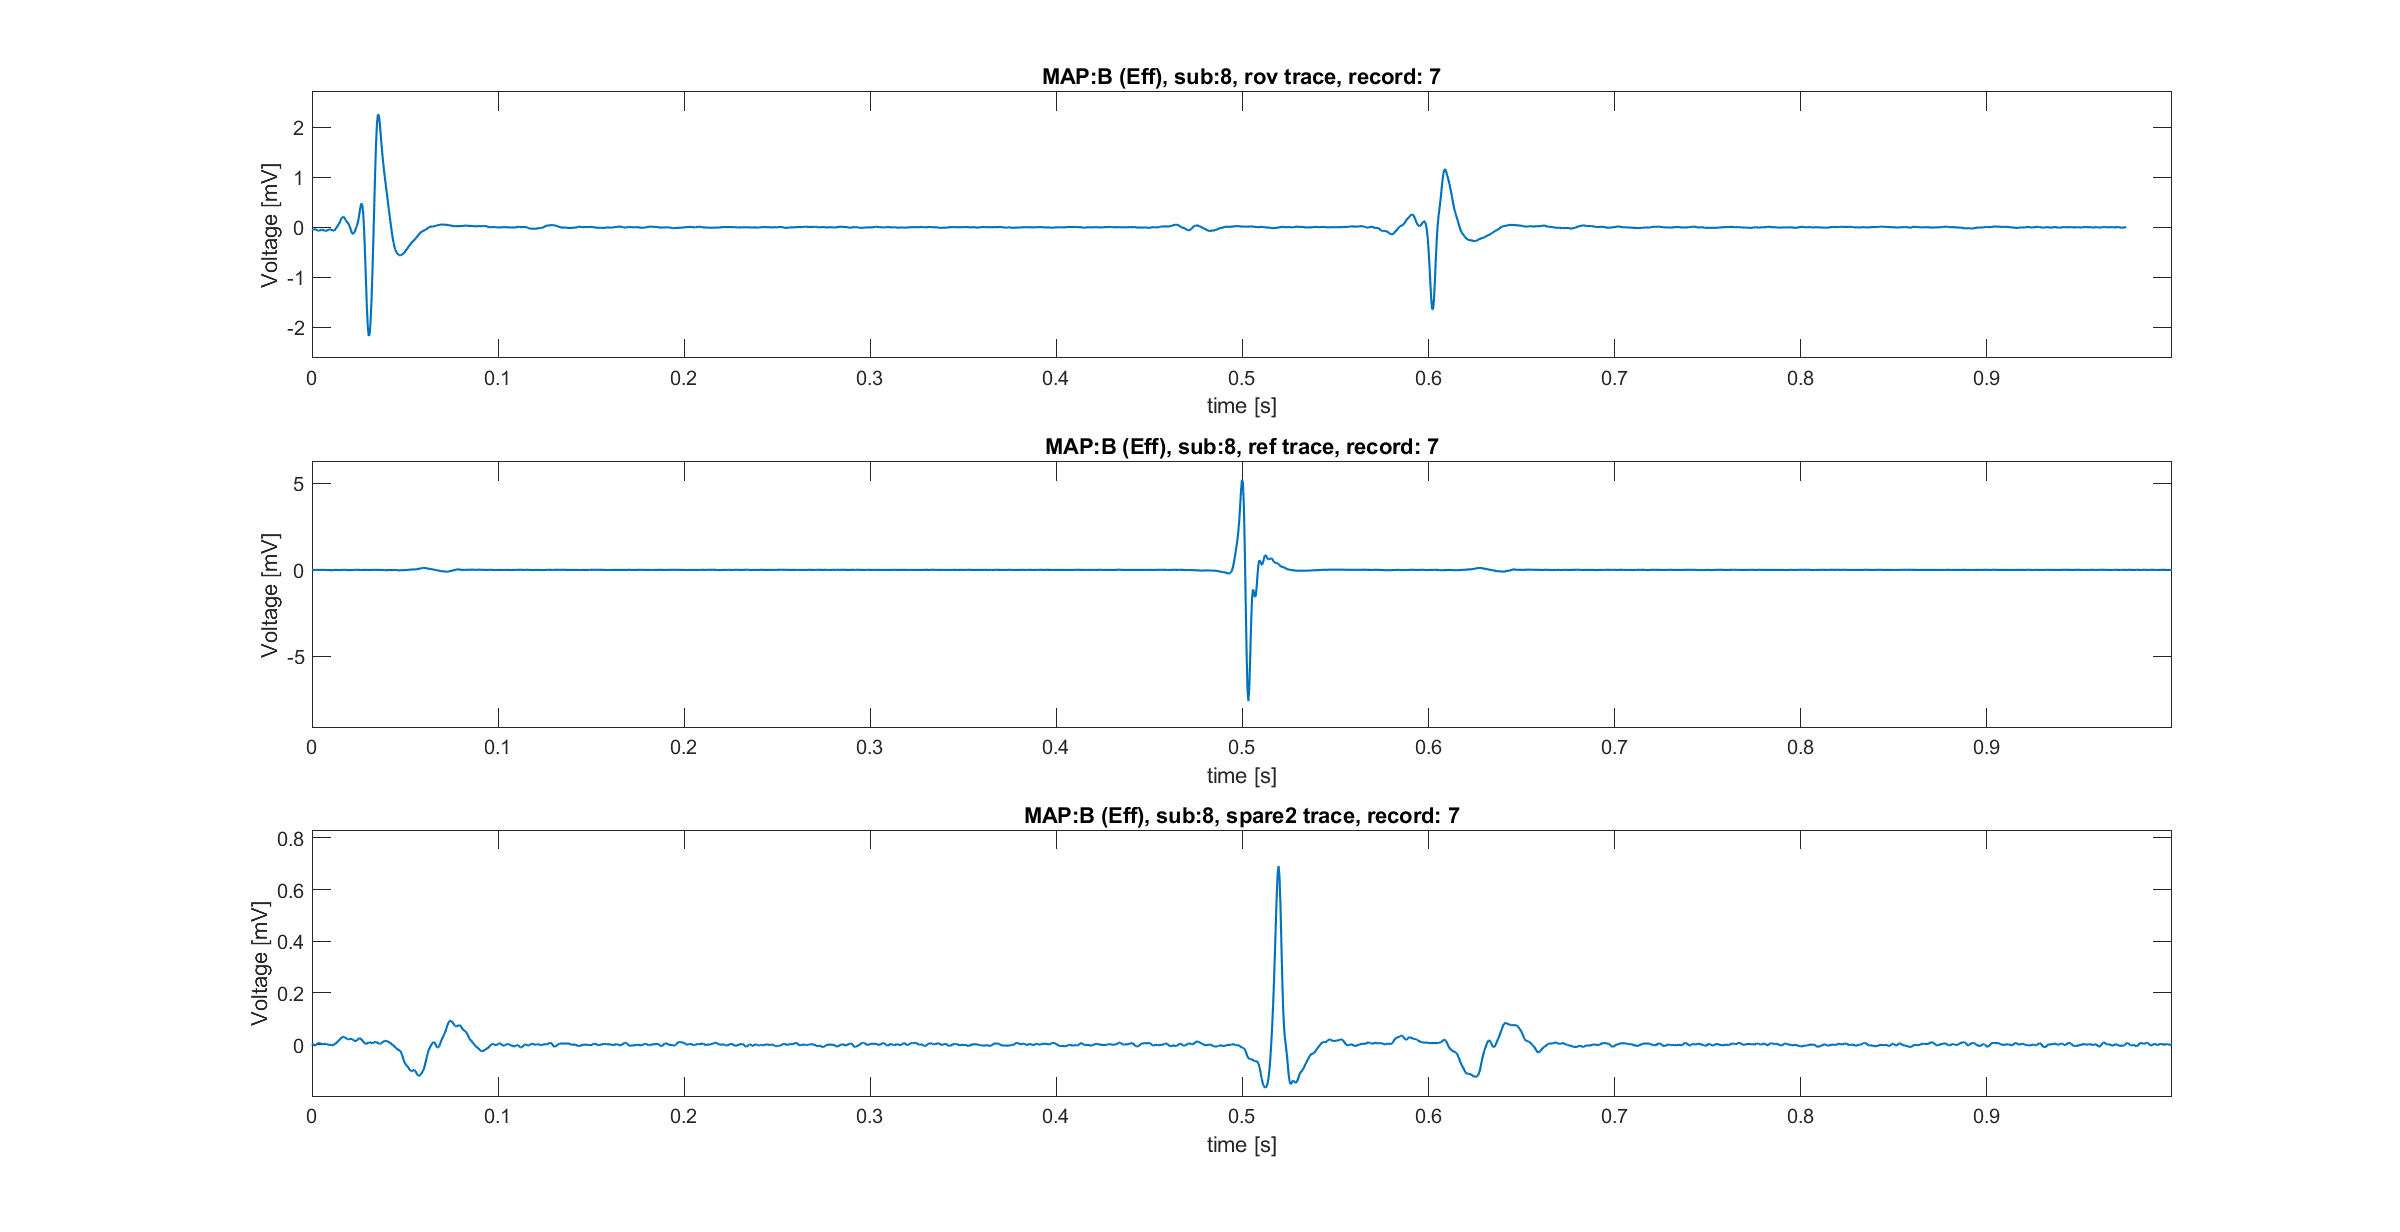 MAP:B (Eff), sub:8, rov trace, record: 7
Voltage [mV]
2
1
0
-1
-2
0 0.1 0.2 0.3 0.4 0.5 0.6 0.7 0.8 0.9
time [s]
MAP:B (Eff), sub:8, ref trace, record: 7
Voltage [mV]
5
0
-5
0 0.1 0.2 0.3 0.4 0.5 0.6 0.7 0.8 0.9
time [s]
MAP:B (Eff), sub:8, spare2 trace, record: 7
Voltage [mV]
0.8
0.6
0.4
0.2
0
0 0.1 0.2 0.3 0.4 0.5 0.6 0.7 0.8 0.9
time [s]